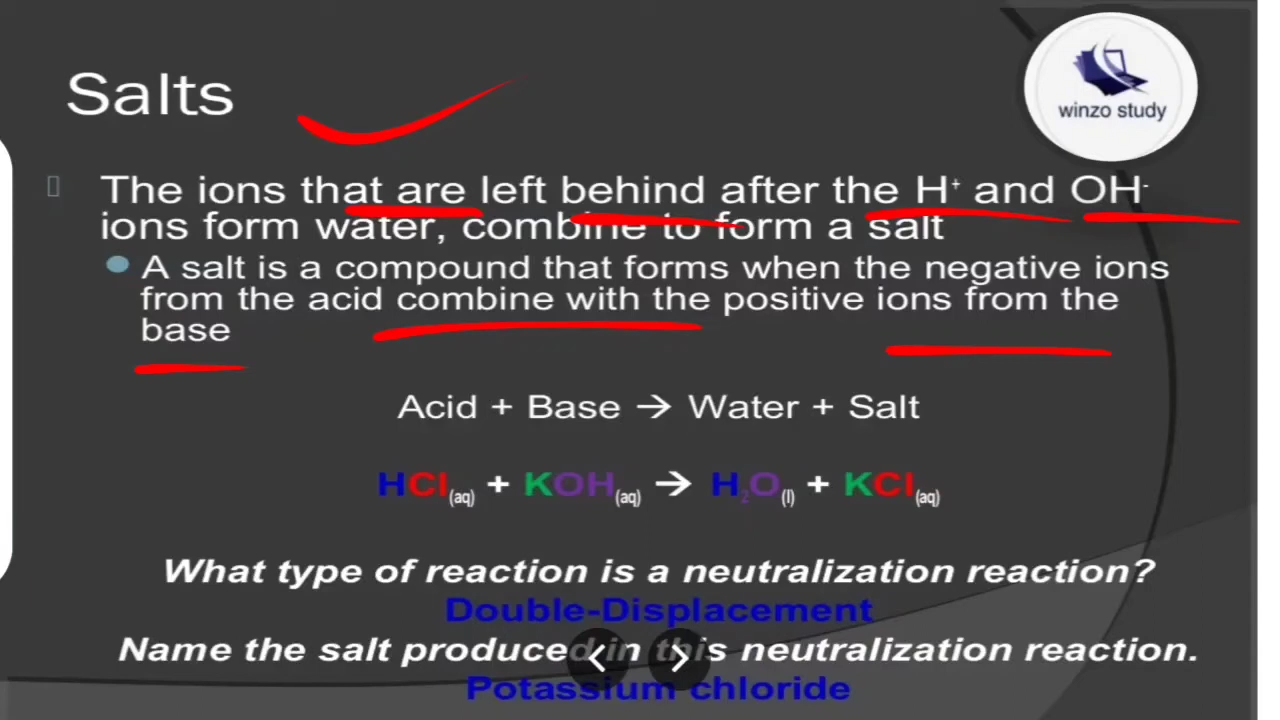 winzo study
Salts
The ions that are left behind after the H⁺ and OH⁻
ions form water, combine to form a salt
A salt is a compound that forms when the negative ions
from the acid combine with the positive ions from the
base
Acid + Base → Water + Salt
HCl(aq) + KOH(aq) → H₂O(l) + KCl(aq)
What type of reaction is a neutralization reaction?
Double-Displacement
Name the salt produced in this neutralization reaction.
Potassium chloride